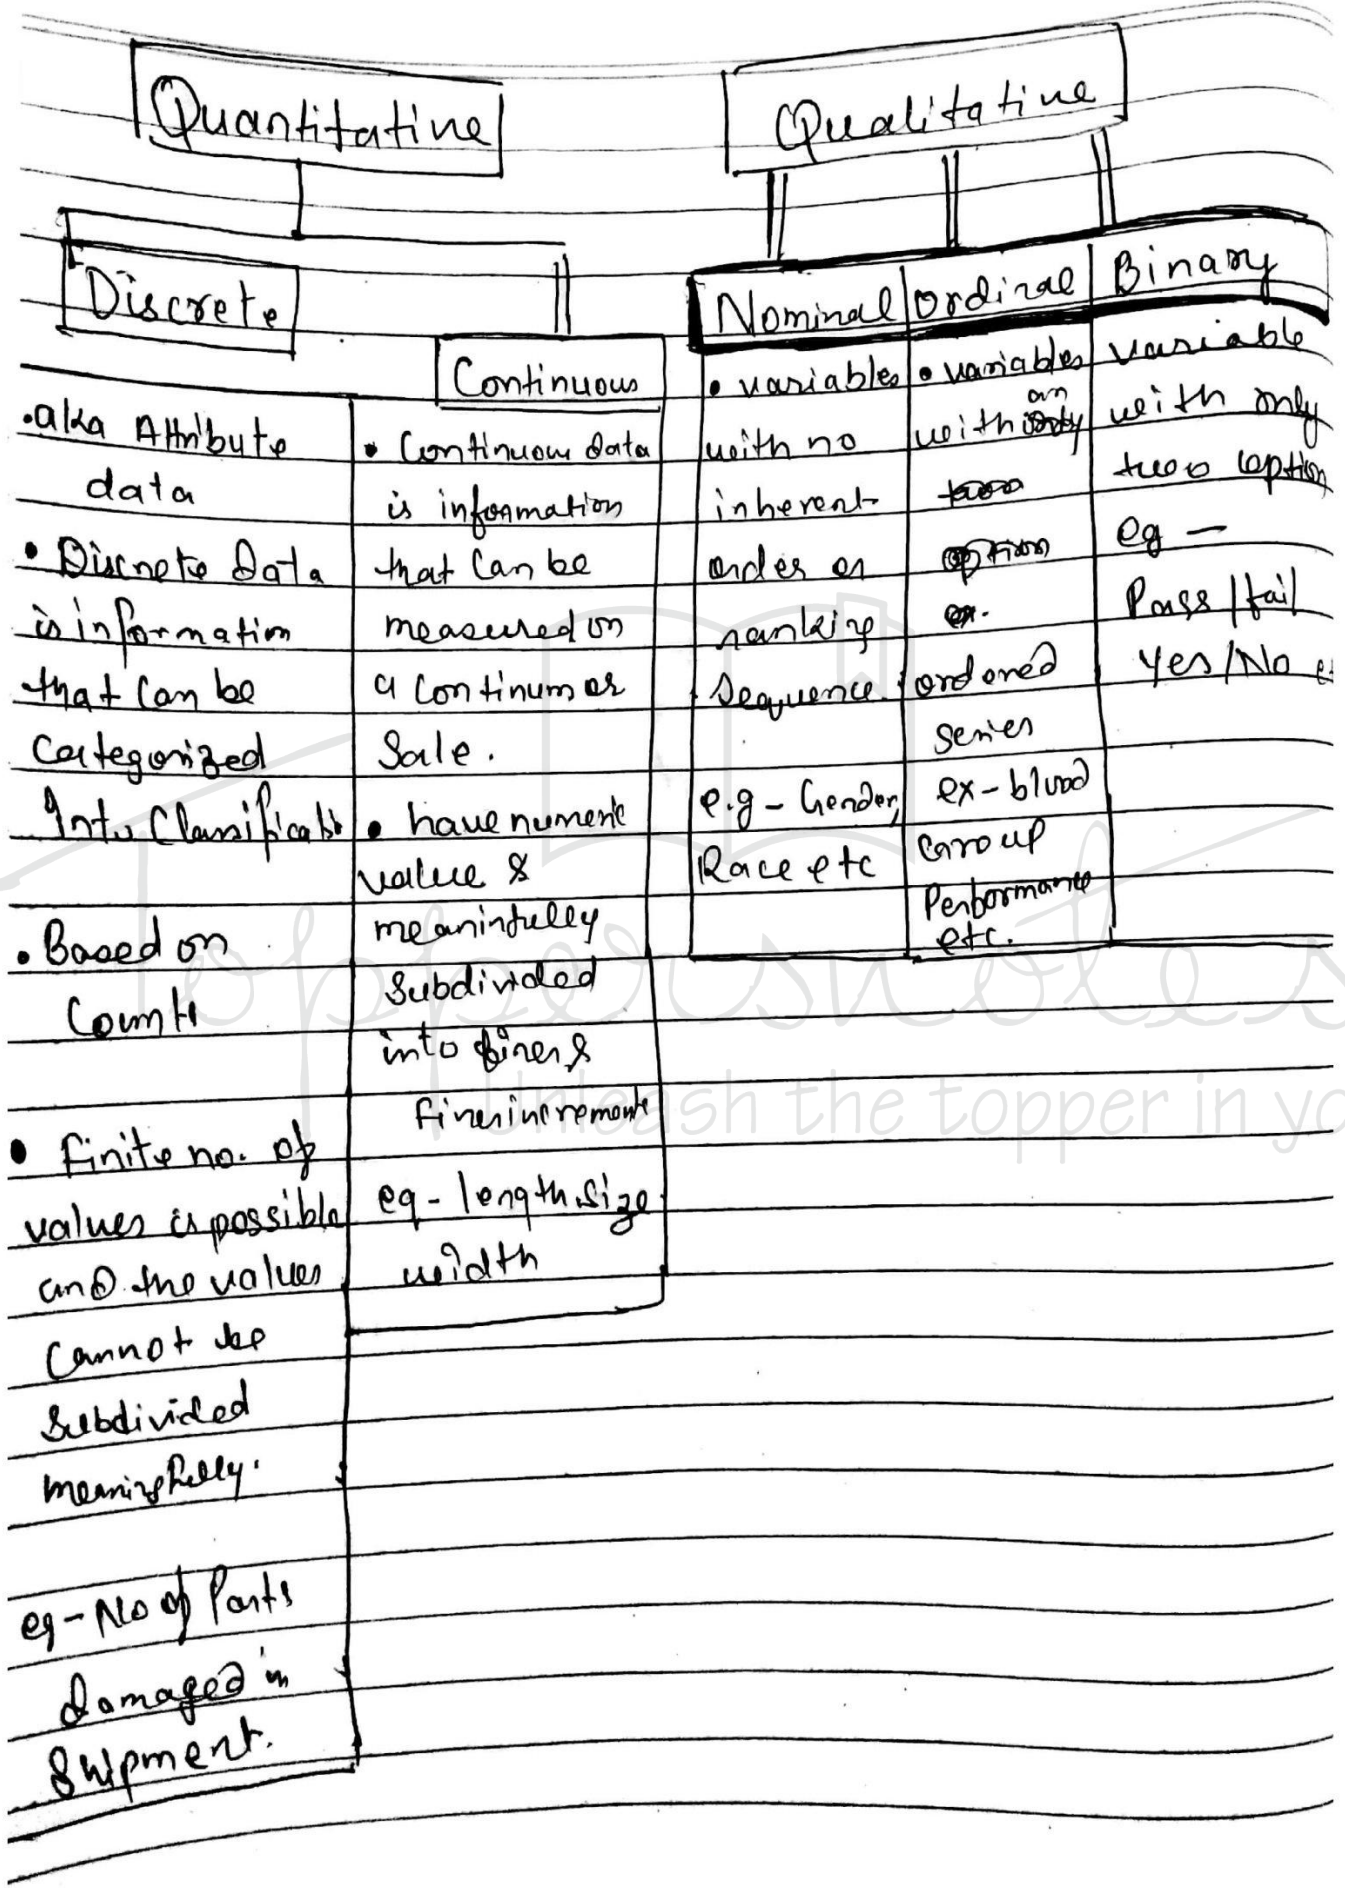 Quantitative
Discrete
•aka Attribute
data
• Discrete Data
is information
that can be
Categorized
Into
• Based on
Counts
• finite no. of
values is possible
and the values
cannot be
subdivided
meaningfully.
eg - No of Parts
damaged in
shipment.
Continuous
• Continuous data
is information
that can be
measured on
a continum or
Sale.
• have numeric
value &
meaninfully
subdivided
into finer &
finer increments
eg - length, size
width
Qualitative
Nominal
• variables
with no
inherent
order or
ranking
sequence.
e.g - Gender,
Race etc
ordinal
• variables
with an
ordered
series
ex - blood
Group
Performance
etc.
Binary
variable
with only
two option
eg —
Pass / fail
Yes / No
Toppersnotes
Unleash the topper in yo